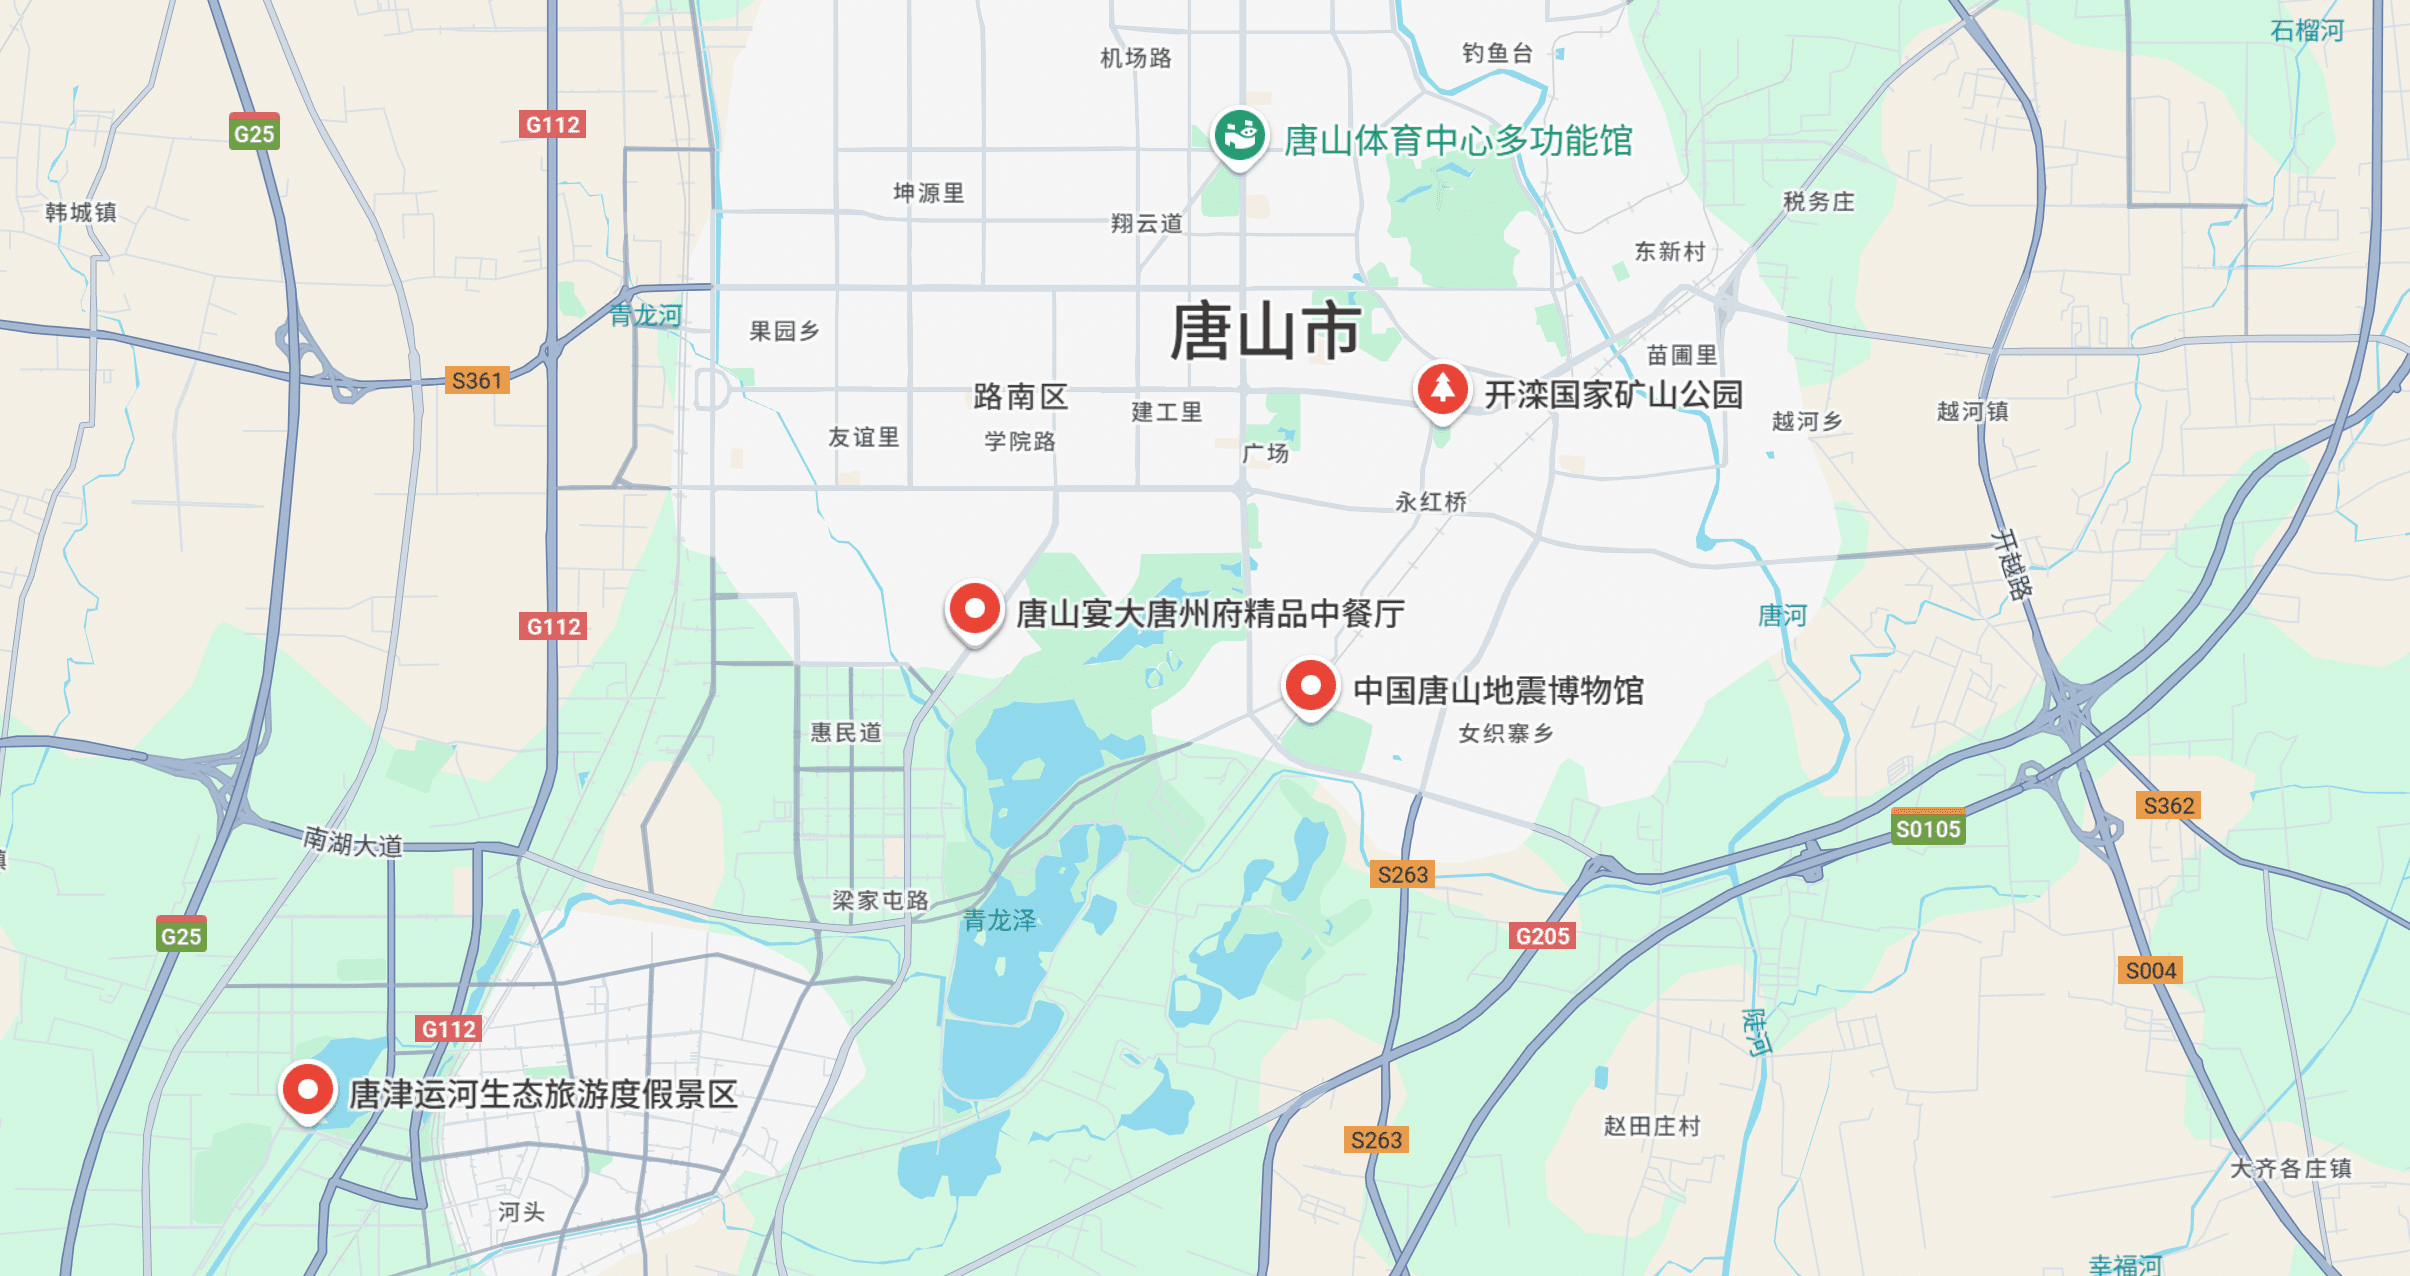 石榴河
钓鱼台
机场路
G25
G112
唐山体育中心多功能馆
坤源里
税务庄
韩城镇
翔云道
东新村
青龙河
果园乡
唐山市
苗圃里
S361
路南区
开滦国家矿山公园
建工里
越河乡
越河镇
友谊里
学院路
广场
永红桥
开越路
唐山宴大唐州府精品中餐厅
唐河
G112
中国唐山地震博物馆
惠民道
女织寨乡
S362
S0105
南湖大道
S263
梁家屯路
青龙泽
G25
G205
S004
G112
陡河
唐津运河生态旅游度假景区
赵田庄村
S263
大齐各庄镇
河头
幸福河